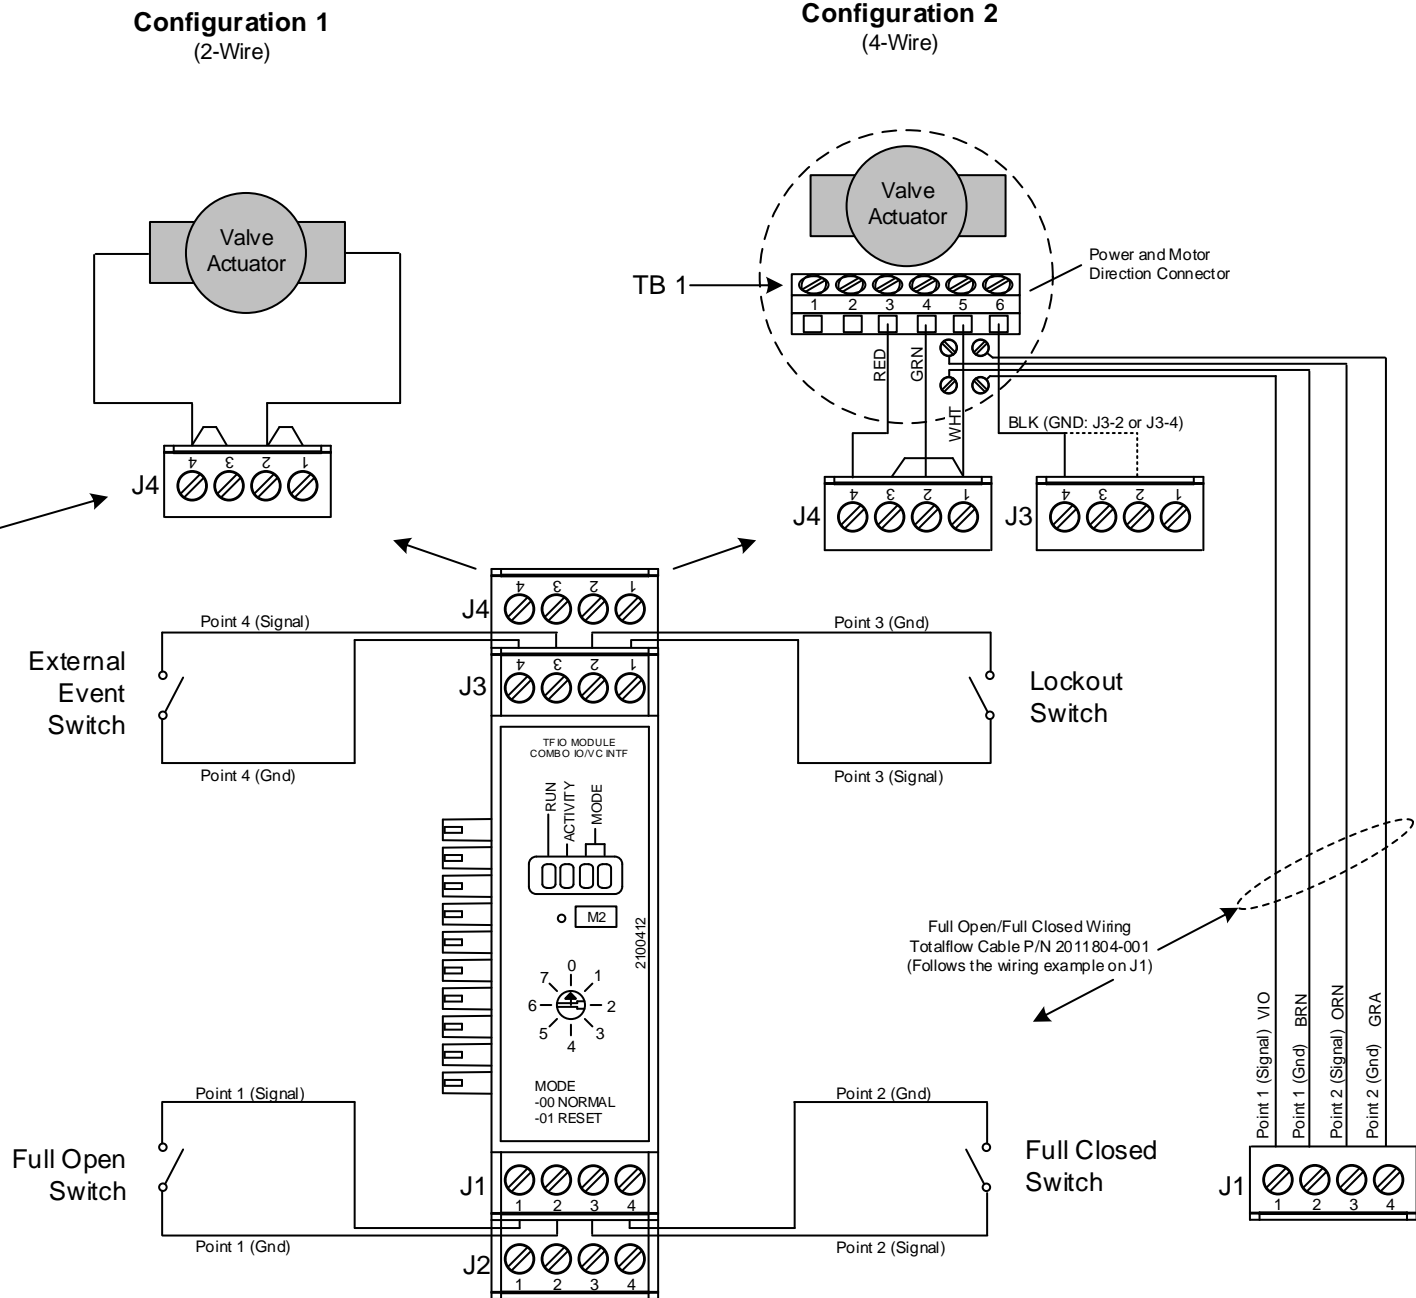 Configuration 1
(2-Wire)
Configuration 2
(4-Wire)
Valve
Actuator
J4
4 3 2 1
Valve
Actuator
TB 1
Power and Motor
Direction Connector
1 2 3 4 5 6
RED
GRN
WHT
BLK (GND: J3-2 or J3-4)
J4
4 3 2 1
J3
4 3 2 1
J4
4 3 2 1
Point 4 (Signal)
Point 3 (Gnd)
External
Event
Switch
J3
4 3 2 1
Lockout
Switch
Point 4 (Gnd)
Point 3 (Signal)
TFIO MODULE
COMBO IO/VC INTF
RUN
ACTIVITY
MODE
M2
2100412
0
1
2
3
4
5
6
7
MODE
-00 NORMAL
-01 RESET
Full Open/Full Closed Wiring
Totalflow Cable P/N 2011804-001
(Follows the wiring example on J1)
Point 1 (Signal) VIO
Point 1 (Gnd) BRN
Point 2 (Signal) ORN
Point 2 (Gnd) GRA
J1
1 2 3 4
Point 1 (Signal)
Point 2 (Gnd)
Full Open
Switch
J1
1 2 3 4
Full Closed
Switch
Point 1 (Gnd)
Point 2 (Signal)
J2
1 2 3 4